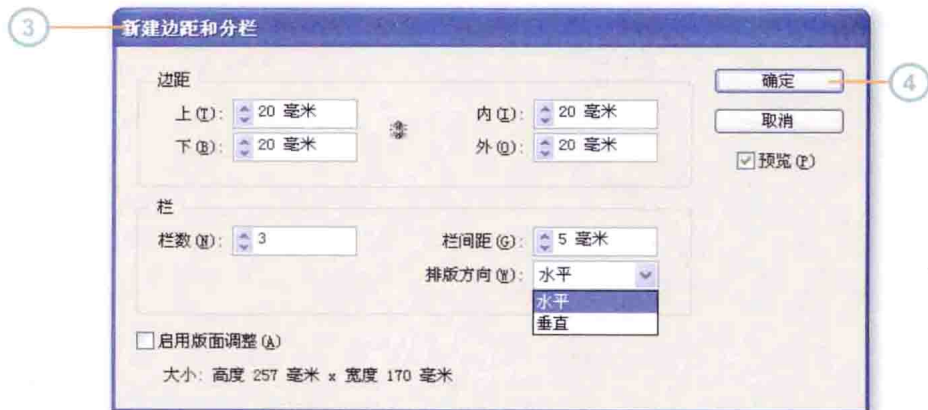 3
新建边距和分栏
边距
上(T): 20 毫米
内(I): 20 毫米
下(B): 20 毫米
外(O): 20 毫米
确定
4
取消
预览(P)
栏
栏数(N): 3
栏间距(G): 5 毫米
排版方向(W): 水平
水平
垂直
启用版面调整(A)
大小: 高度 257 毫米 x 宽度 170 毫米